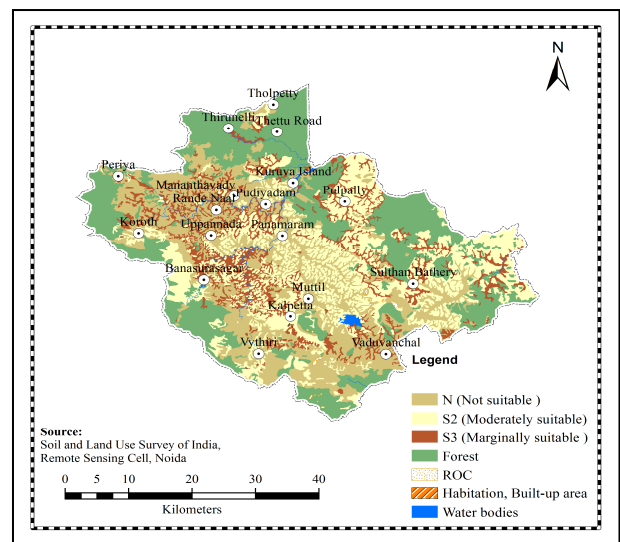 N
Tholpetty
Thirunelli
Thettu Road
Periya
Kuruva Island
Mananthavady
Pudiyadam
Pulpally
Rande Naal
Koroth
Uppannada
Panamaram
Banasurasagar
Sulthan Bathery
Muttil
Kalpetta
Vythiri
Vaduvanchal
Legend
N (Not suitable )
S2 (Moderately suitable)
S3 (Marginally suitable )
Forest
ROC
Habitation, Built-up area
Water bodies
Source:
Soil and Land Use Survey of India,
Remote Sensing Cell, Noida
0 5 10 20 30 40
Kilometers